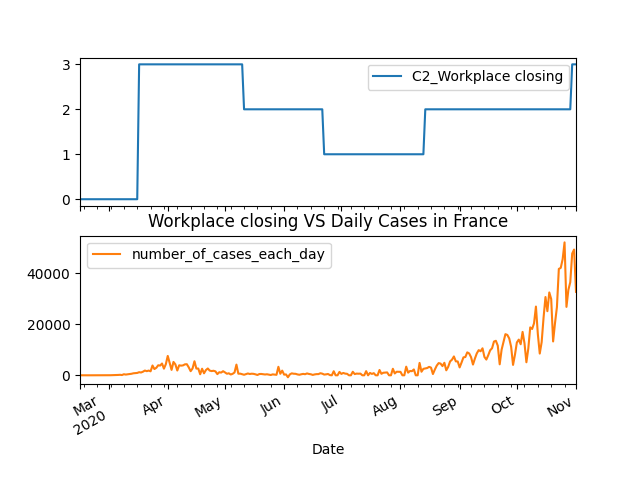 3
2
1
0
C2_Workplace closing
Workplace closing VS Daily Cases in France
number_of_cases_each_day
40000
20000
0
Mar
2020
Apr
May
Jun
Jul
Aug
Sep
Oct
Nov
Date